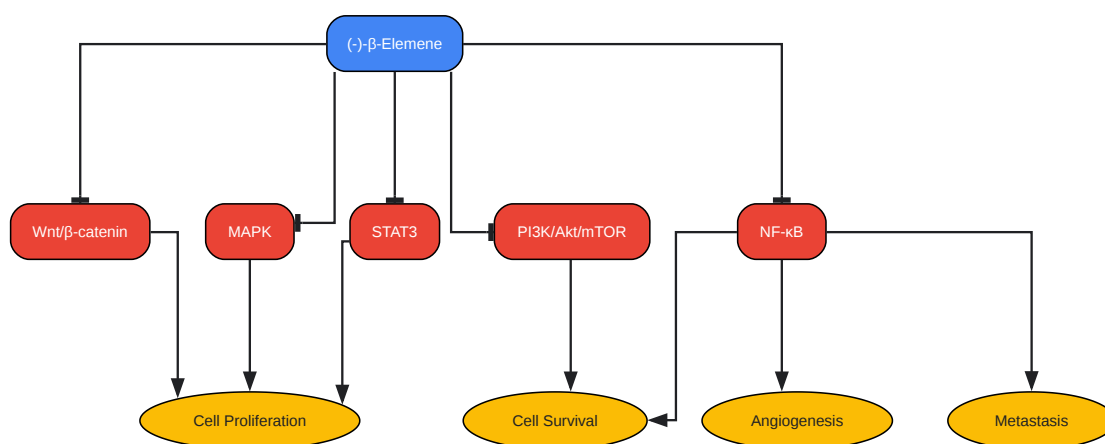 (-)-β-Elemene
Wnt/β-catenin
MAPK
STAT3
PI3K/Akt/mTOR
NF-κB
Cell Proliferation
Cell Survival
Angiogenesis
Metastasis